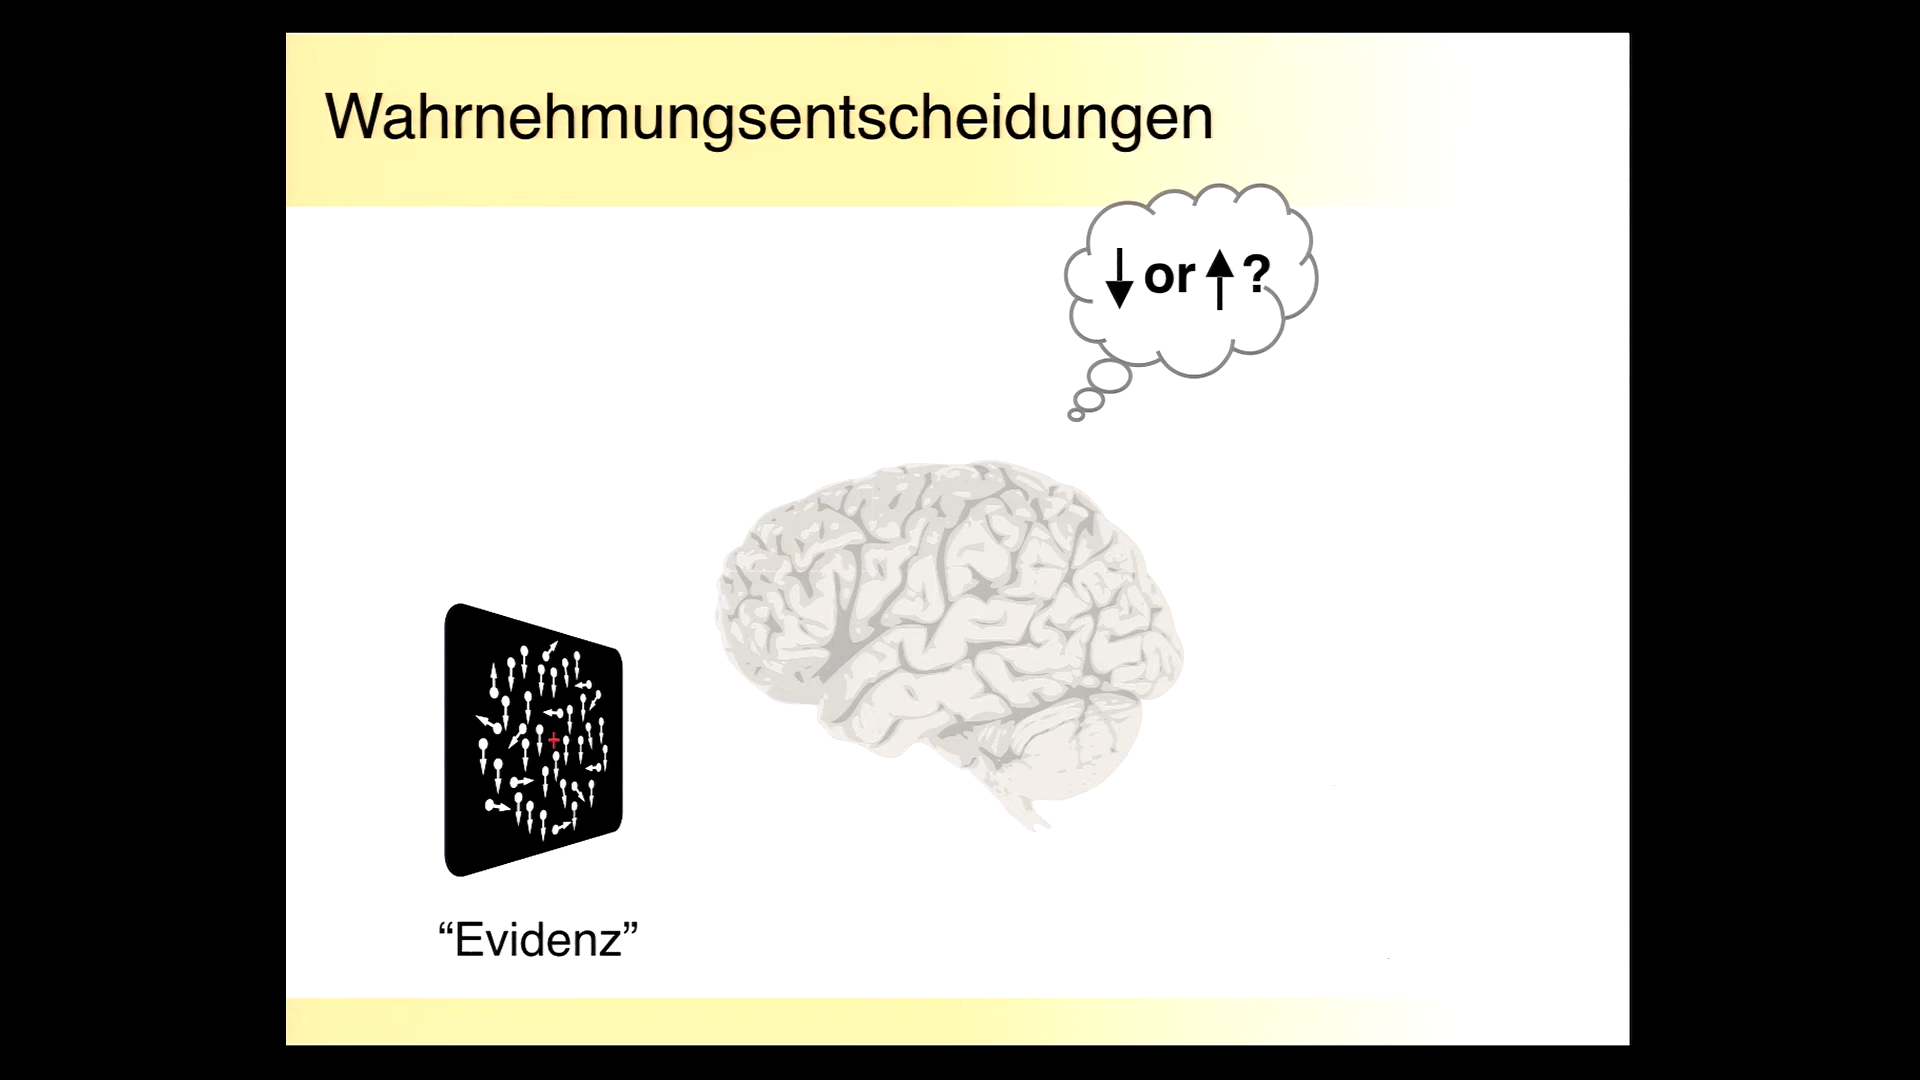 Wahrnehmungsentscheidungen
↓ or ↑ ?
“Evidenz”